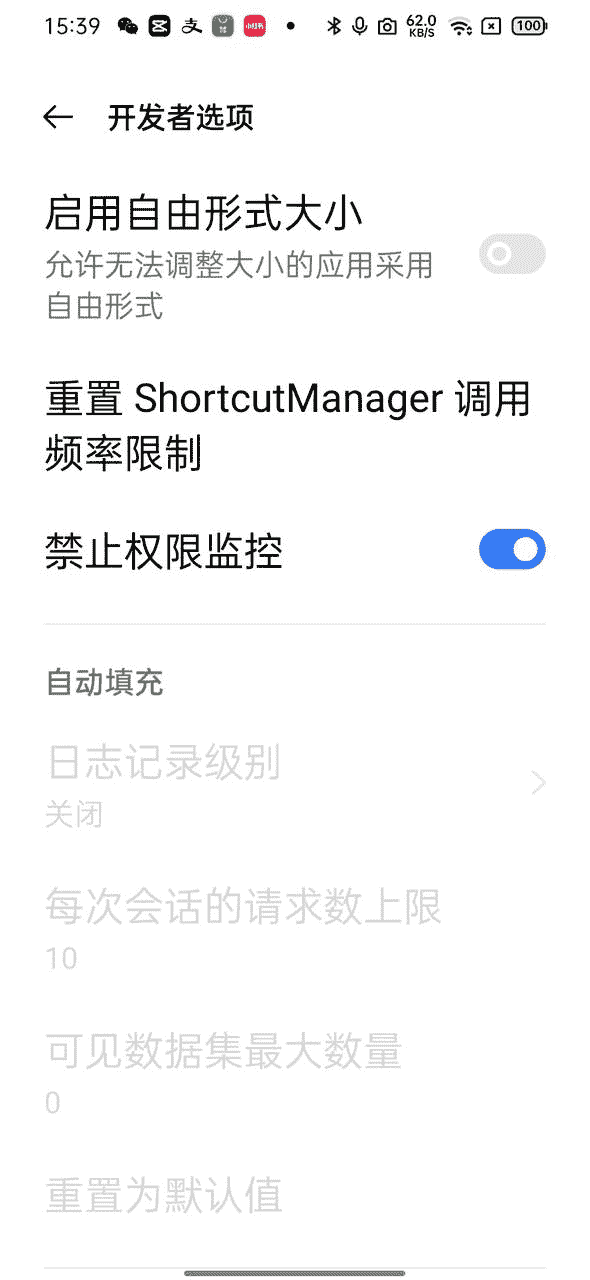 15:39 支 小红书 62.0 KB/S 100
开发者选项
启用自由形式大小
允许无法调整大小的应用采用
自由形式
重置 ShortcutManager 调用
频率限制
禁止权限监控
自动填充
日志记录级别
关闭
每次会话的请求数上限
10
可见数据集最大数量
0
重置为默认值